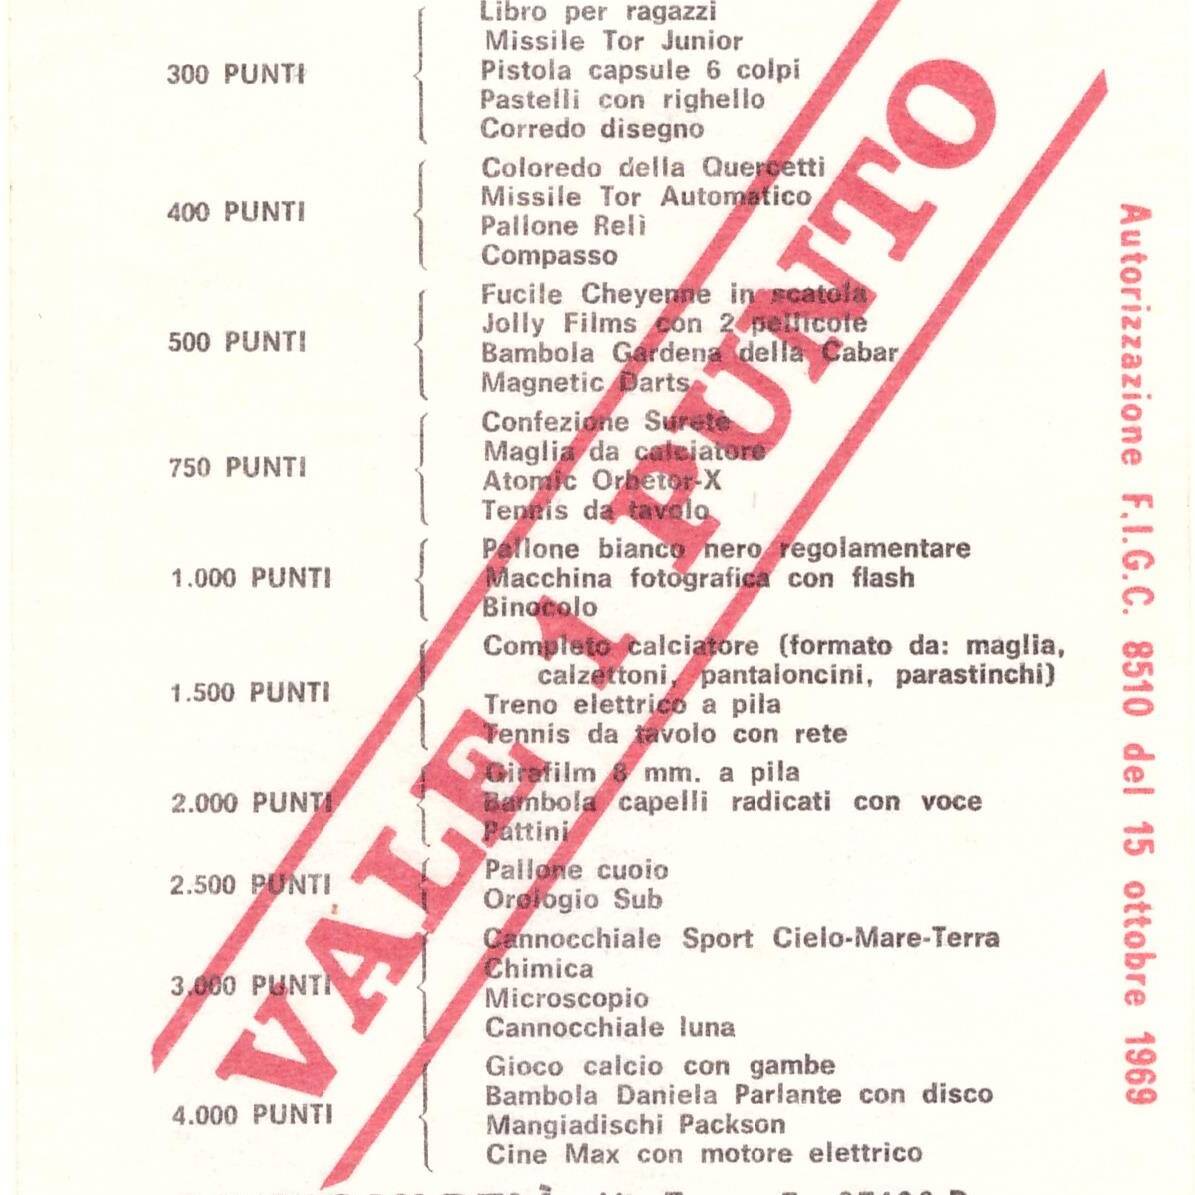 Libro per ragazzi
Missile Tor Junior
300 PUNTI
Pistola capsule 6 colpi
Pastelli con righello
Corredo disegno
Coloredo della Quercetti
Missile Tor Automatico
400 PUNTI
Pallone Relì
Compasso
Fucile Cheyenne in scatola
Jolly Films con 2 pellicole
500 PUNTI
Bambola Gardena della Cabar
Magnetic Darts
Confezione Suretè
Maglia da calciatore
750 PUNTI
Atomic Orbetor-X
Tennis da tavolo
Pallone bianco nero regolamentare
1.000 PUNTI
Macchina fotografica con flash
Binocolo
Completo calciatore (formato da: maglia,
calzettoni, pantaloncini, parastinchi)
1.500 PUNTI
Treno elettrico a pila
Tennis da tavolo con rete
Girafilm 8 mm. a pila
2.000 PUNTI
Bambola capelli radicati con voce
Pattini
Pallone cuoio
2.500 PUNTI
Orologio Sub
Cannocchiale Sport Cielo-Mare-Terra
Chimica
3.000 PUNTI
Microscopio
Cannocchiale luna
Gioco calcio con gambe
Bambola Daniela Parlante con disco
4.000 PUNTI
Mangiadischi Packson
Cine Max con motore elettrico
VALE 1 PUNTO
Autorizzazione F.I.G.C. 8510 del 15 ottobre 1969